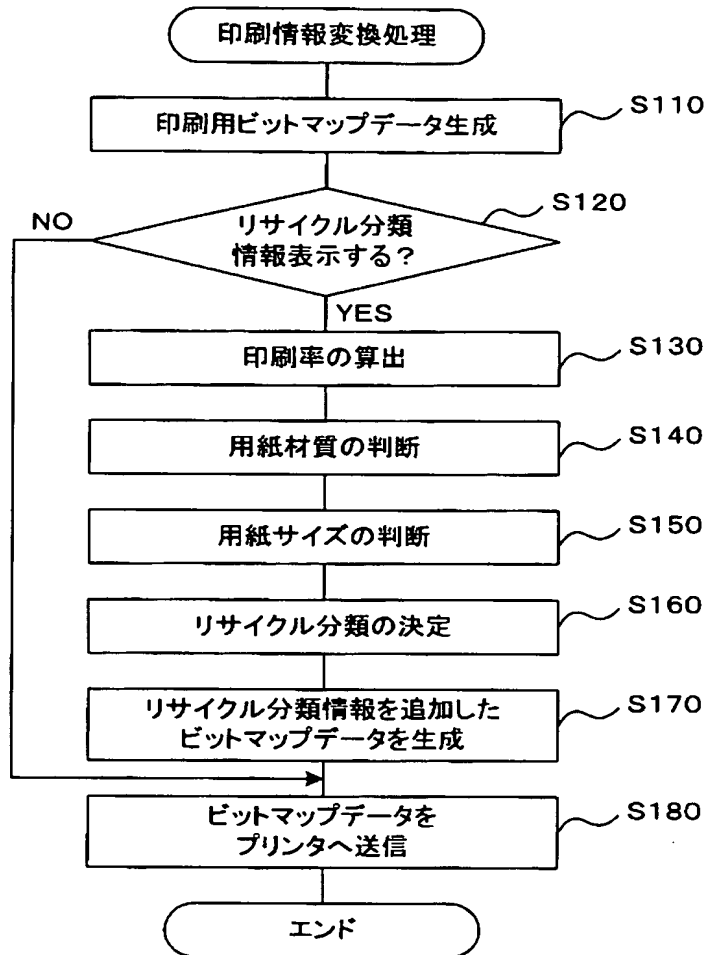 印刷情報変換処理
印刷用ビットマップデータ生成
S110
リサイクル分類
情報表示する?
S120
NO
YES
印刷率の算出
S130
用紙材質の判断
S140
用紙サイズの判断
S150
リサイクル分類の決定
S160
リサイクル分類情報を追加した
ビットマップデータを生成
S170
ビットマップデータを
プリンタへ送信
S180
エンド